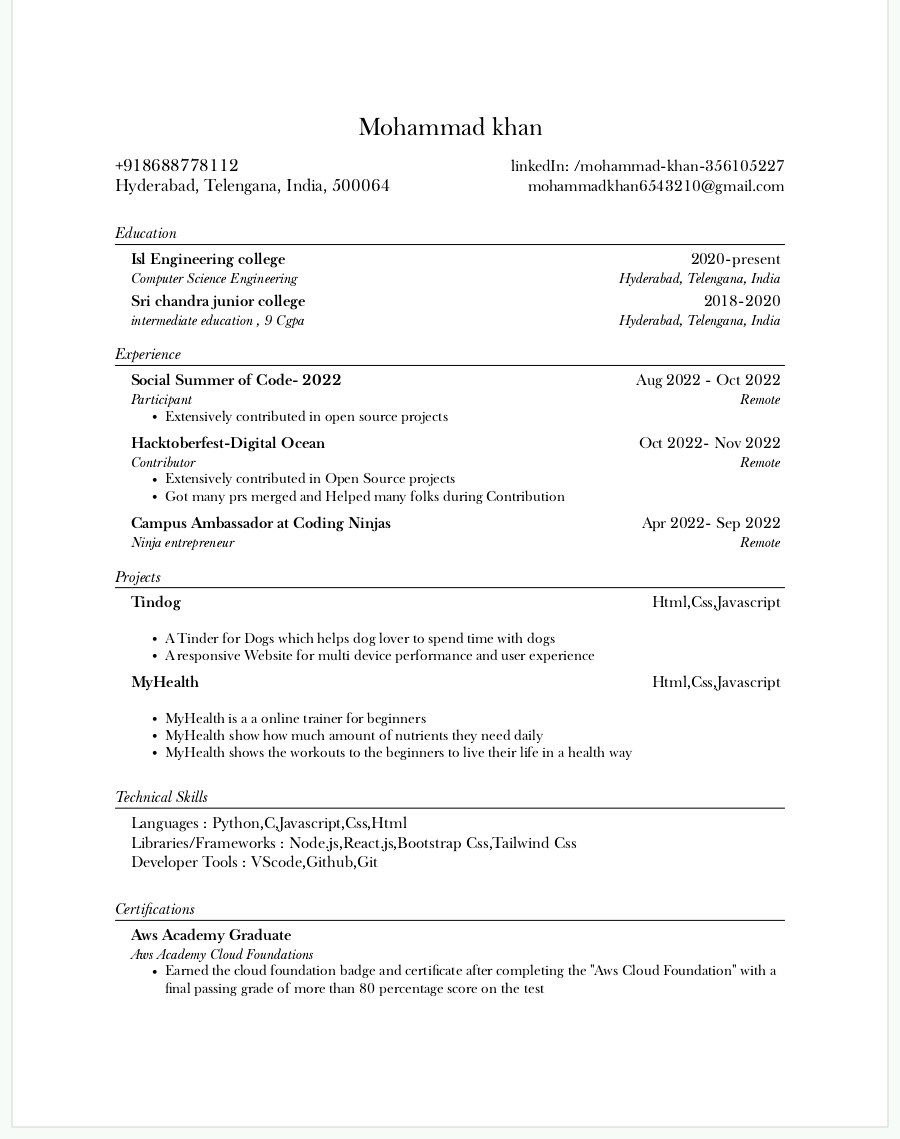 Mohammad khan
+918688778112 linkedIn: /mohammad-khan-356105227
Hyderabad, Telengana, India, 500064 mohammadkhan6543210@gmail.com
Education
Isl Engineering college 2020-present
Computer Science Engineering Hyderabad, Telengana, India
Sri chandra junior college 2018-2020
intermediate education , 9 Cgpa Hyderabad, Telengana, India
Experience
Social Summer of Code- 2022 Aug 2022 - Oct 2022
Participant Remote
• Extensively contributed in open source projects
Hacktoberfest-Digital Ocean Oct 2022- Nov 2022
Contributor Remote
• Extensively contributed in Open Source projects
• Got many prs merged and Helped many folks during Contribution
Campus Ambassador at Coding Ninjas Apr 2022- Sep 2022
Ninja entrepreneur Remote
Projects
Tindog Html,Css,Javascript
• A Tinder for Dogs which helps dog lover to spend time with dogs
• A responsive Website for multi device performance and user experience
MyHealth Html,Css,Javascript
• MyHealth is a a online trainer for beginners
• MyHealth show how much amount of nutrients they need daily
• MyHealth shows the workouts to the beginners to live their life in a health way
Technical Skills
Languages : Python,C,Javascript,Css,Html
Libraries/Frameworks : Node.js,React.js,Bootstrap Css,Tailwind Css
Developer Tools : VScode,Github,Git
Certifications
Aws Academy Graduate
Aws Academy Cloud Foundations
• Earned the cloud foundation badge and certificate after completing the "Aws Cloud Foundation" with a
final passing grade of more than 80 percentage score on the test